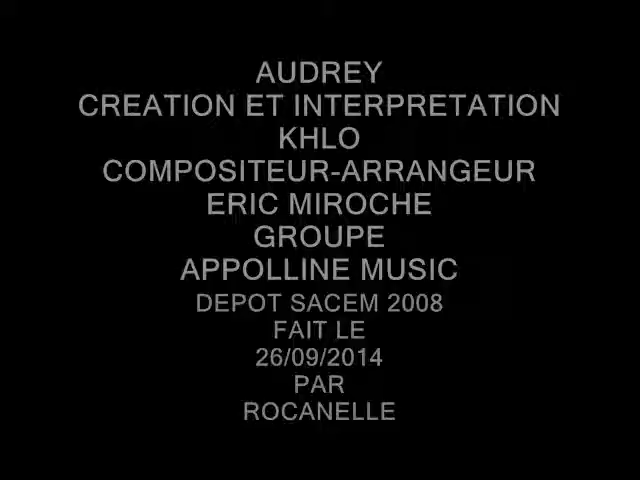 AUDREY
CREATION ET INTERPRETATION
KHLO
COMPOSITEUR-ARRANGEUR
ERIC MIROCHE
GROUPE
APPOLLINE MUSIC
DEPOT SACEM 2008
FAIT LE
26/09/2014
PAR
ROCANELLE